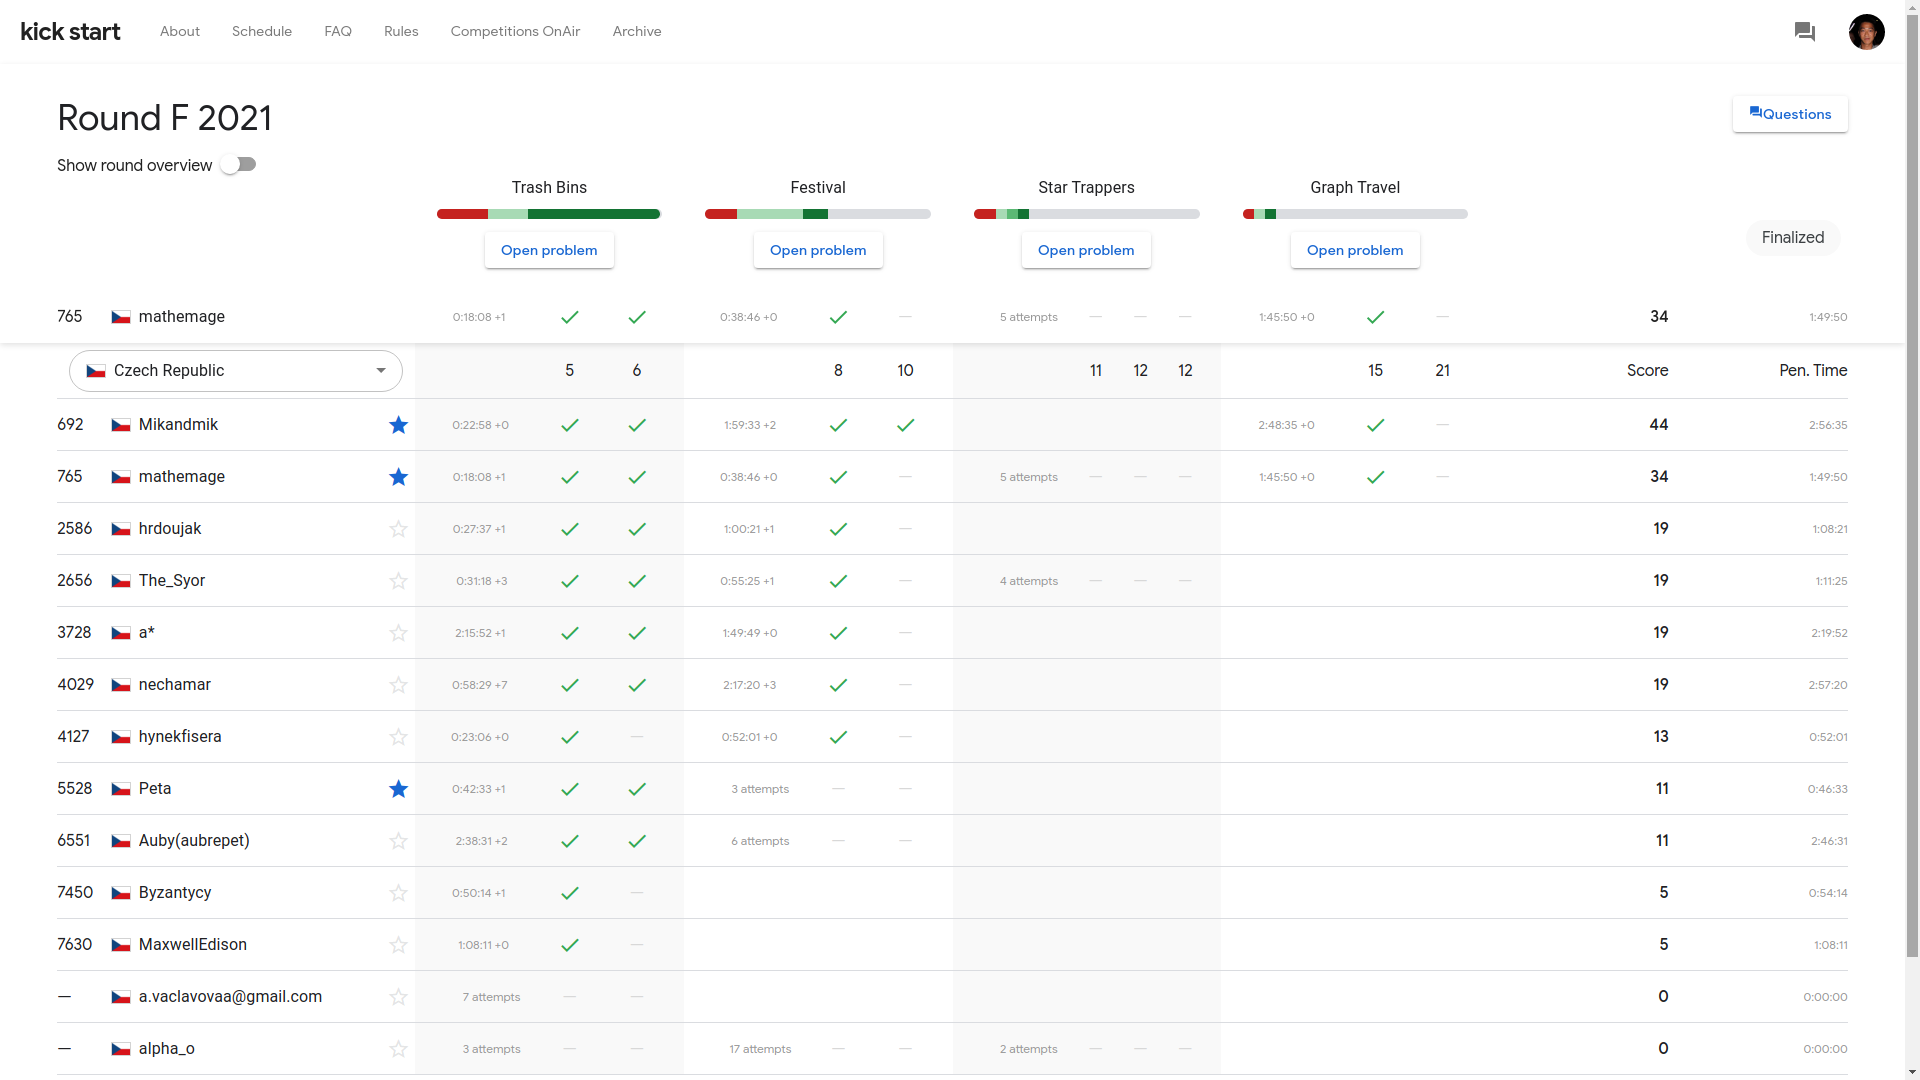 kick start About Schedule FAQ Rules Competitions OnAir Archive
Round F 2021
Questions
Show round overview
Trash Bins Festival Star Trappers Graph Travel
Open problem Open problem Open problem Open problem Finalized
765 mathemage 0:18:08 +1 0:38:46 +0 — 5 attempts — — — 1:45:50 +0 — 34 1:49:50
Czech Republic 5 6 8 10 11 12 12 15 21 Score Pen. Time
692 Mikandmik 0:22:58 +0 1:59:33 +2 2:48:35 +0 — 44 2:56:35
765 mathemage 0:18:08 +1 0:38:46 +0 — 5 attempts — — — 1:45:50 +0 — 34 1:49:50
2586 hrdoujak 0:27:37 +1 1:00:21 +1 — 19 1:08:21
2656 The_Syor 0:31:18 +3 0:55:25 +1 — 4 attempts — — — 19 1:11:25
3728 a* 2:15:52 +1 1:49:49 +0 — 19 2:19:52
4029 nechamar 0:58:29 +7 2:17:20 +3 — 19 2:57:20
4127 hynekfisera 0:23:06 +0 — 0:52:01 +0 — 13 0:52:01
5528 Peta 0:42:33 +1 3 attempts — — 11 0:46:33
6551 Auby(aubrepet) 2:38:31 +2 6 attempts — — 11 2:46:31
7450 Byzantycy 0:50:14 +1 — 5 0:54:14
7630 MaxwellEdison 1:08:11 +0 — 5 1:08:11
— a.vaclavovaa@gmail.com 7 attempts — — 0 0:00:00
— alpha_o 3 attempts — — 17 attempts — — 2 attempts — — — 0 0:00:00